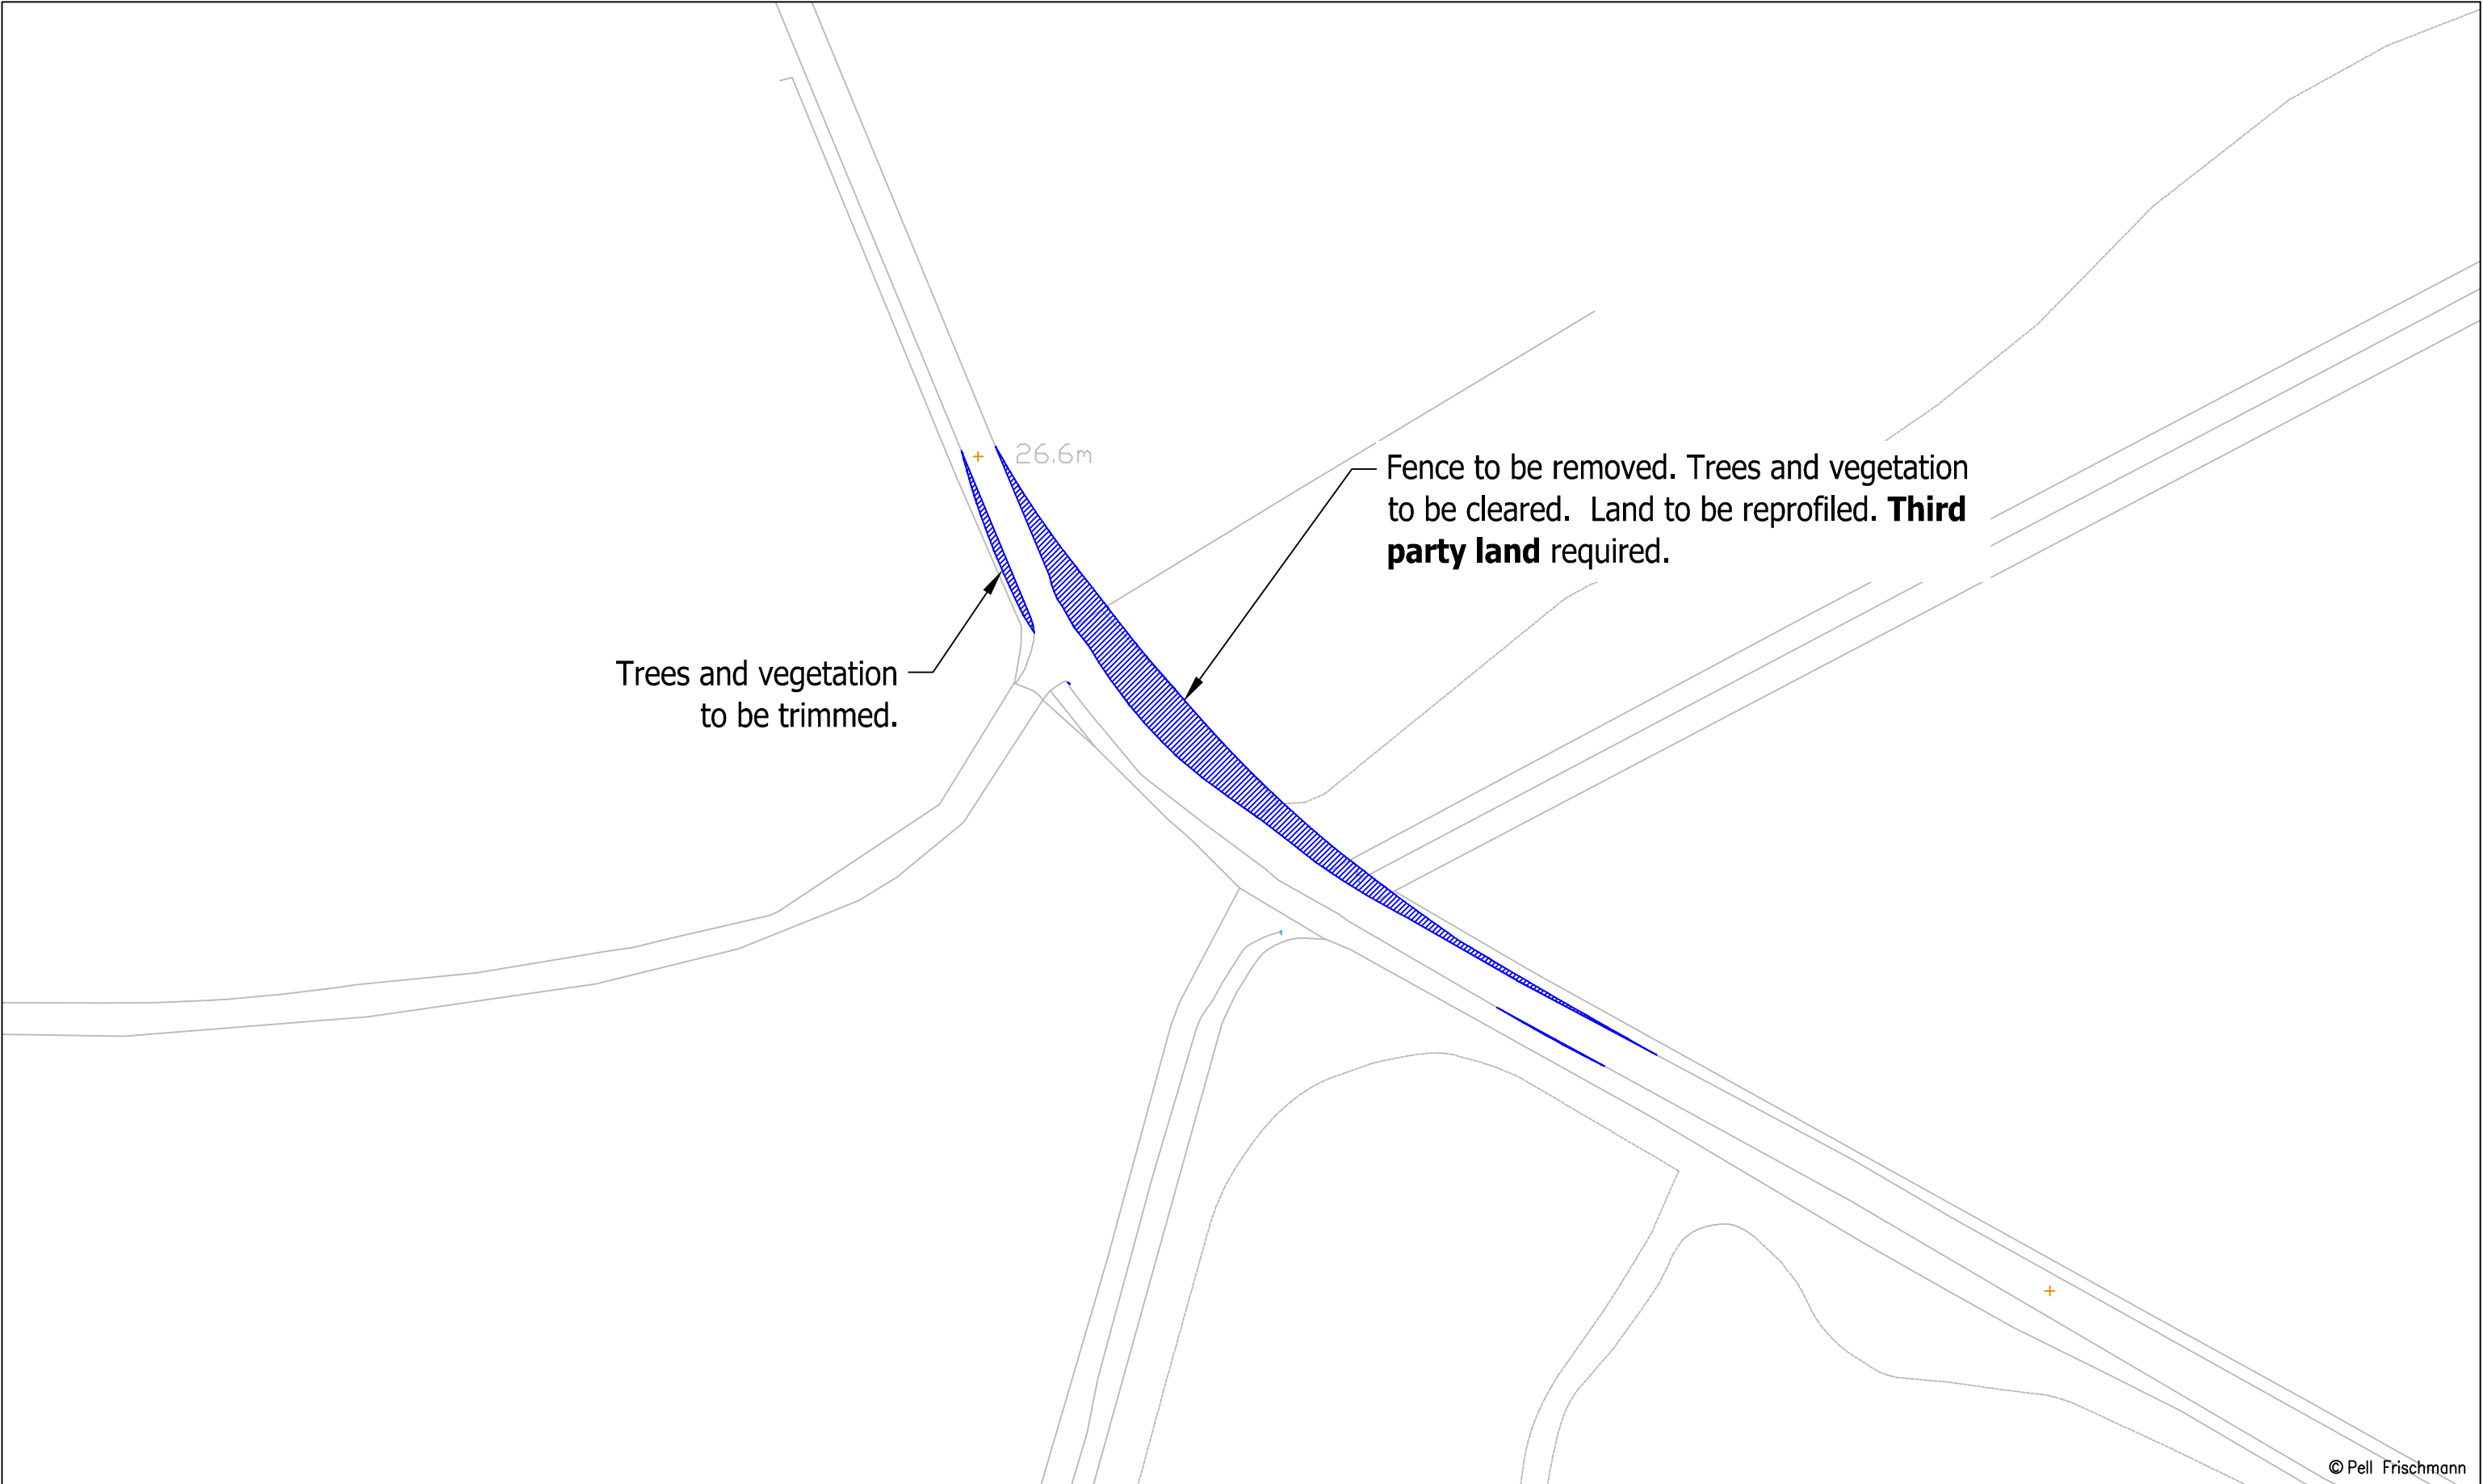 26.6m
Fence to be removed. Trees and vegetation
to be cleared.  Land to be reprofiled. Third
party land required.
Trees and vegetation
to be trimmed.
© Pell Frischmann